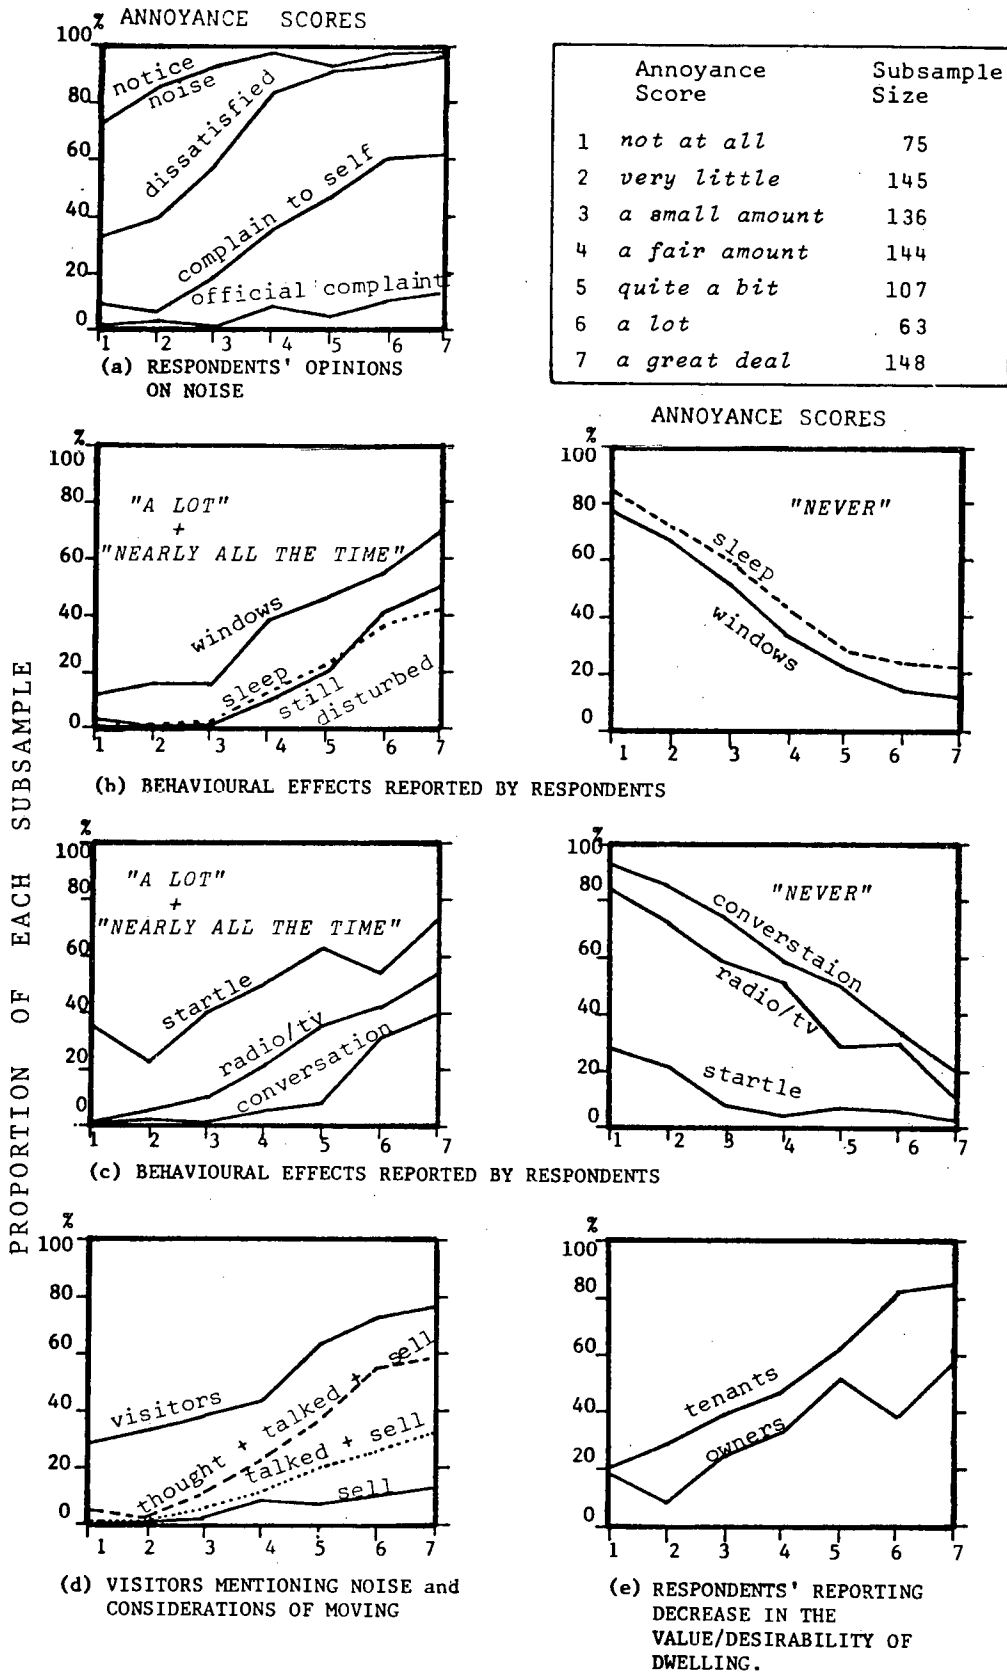 ANNOYANCE SCORES
%
100
80
60
40
20
0
notice
noise
dissatisfied
complain to self
official complaint
1 2 3 4 5 6 7
(a) RESPONDENTS' OPINIONS
ON NOISE
Annoyance Score Subsample Size
1 not at all 75
2 very little 145
3 a small amount 136
4 a fair amount 144
5 quite a bit 107
6 a lot 63
7 a great deal 148
PROPORTION OF EACH SUBSAMPLE
%
100
80
60
40
20
0
"A LOT"
+
"NEARLY ALL THE TIME"
windows
sleep
still
disturbed
1 2 3 4 5 6 7
ANNOYANCE SCORES
%
100
80
60
40
20
0
"NEVER"
sleep
windows
1 2 3 4 5 6 7
(b) BEHAVIOURAL EFFECTS REPORTED BY RESPONDENTS
%
100
80
60
40
20
0
"A LOT"
+
"NEARLY ALL THE TIME"
startle
radio/tv
conversation
1 2 3 4 5 6 7
%
100
80
60
40
20
0
"NEVER"
converstaion
radio/tv
startle
1 2 3 4 5 6 7
(c) BEHAVIOURAL EFFECTS REPORTED BY RESPONDENTS
%
100
80
60
40
20
0
visitors
thought + talked + sell
talked + sell
sell
1 2 3 4 5 6 7
(d) VISITORS MENTIONING NOISE and
CONSIDERATIONS OF MOVING
%
100
80
60
40
20
0
tenants
owners
1 2 3 4 5 6 7
(e) RESPONDENTS' REPORTING
DECREASE IN THE
VALUE/DESIRABILITY OF
DWELLING.